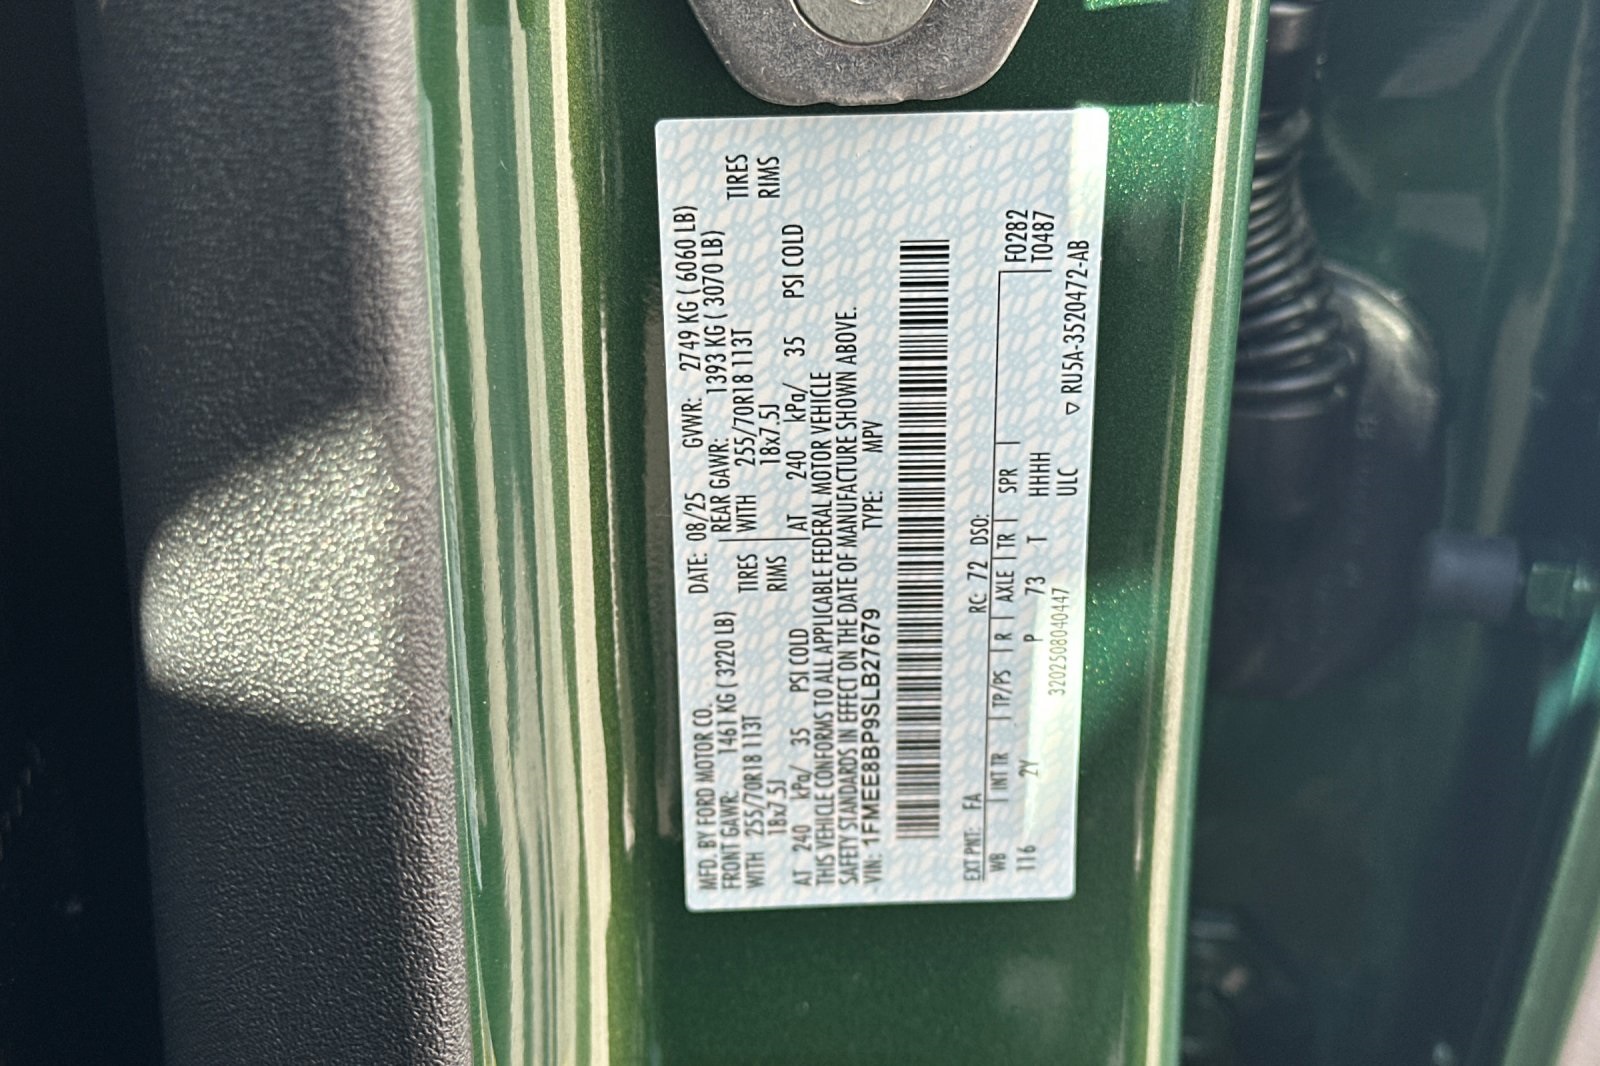 MFD. BY FORD MOTOR CO.
DATE: 08/25 GVWR: 2749 KG ( 6060 LB)
FRONT GAWR: 1461 KG ( 3220 LB)
REAR GAWR: 1393 KG ( 3070 LB)
WITH 255/70R18 113T TIRES
WITH 255/70R18 113T TIRES
18x7.5J RIMS
18x7.5J RIMS
AT 240 kPa/ 35 PSI COLD
AT 240 kPa/ 35 PSI COLD
THIS VEHICLE CONFORMS TO ALL APPLICABLE FEDERAL MOTOR VEHICLE
SAFETY STANDARDS IN EFFECT ON THE DATE OF MANUFACTURE SHOWN ABOVE.
VIN: 1FMEE8BP9SLB27679 TYPE: MPV
EXT PNT: FA RC: 72 DSO:
WB INT TR TP/PS R AXLE TR SPR F0282
116 2Y P 73 T HHHH T0487
320250804044​7 ULC
▽ RU5A-3520472-AB